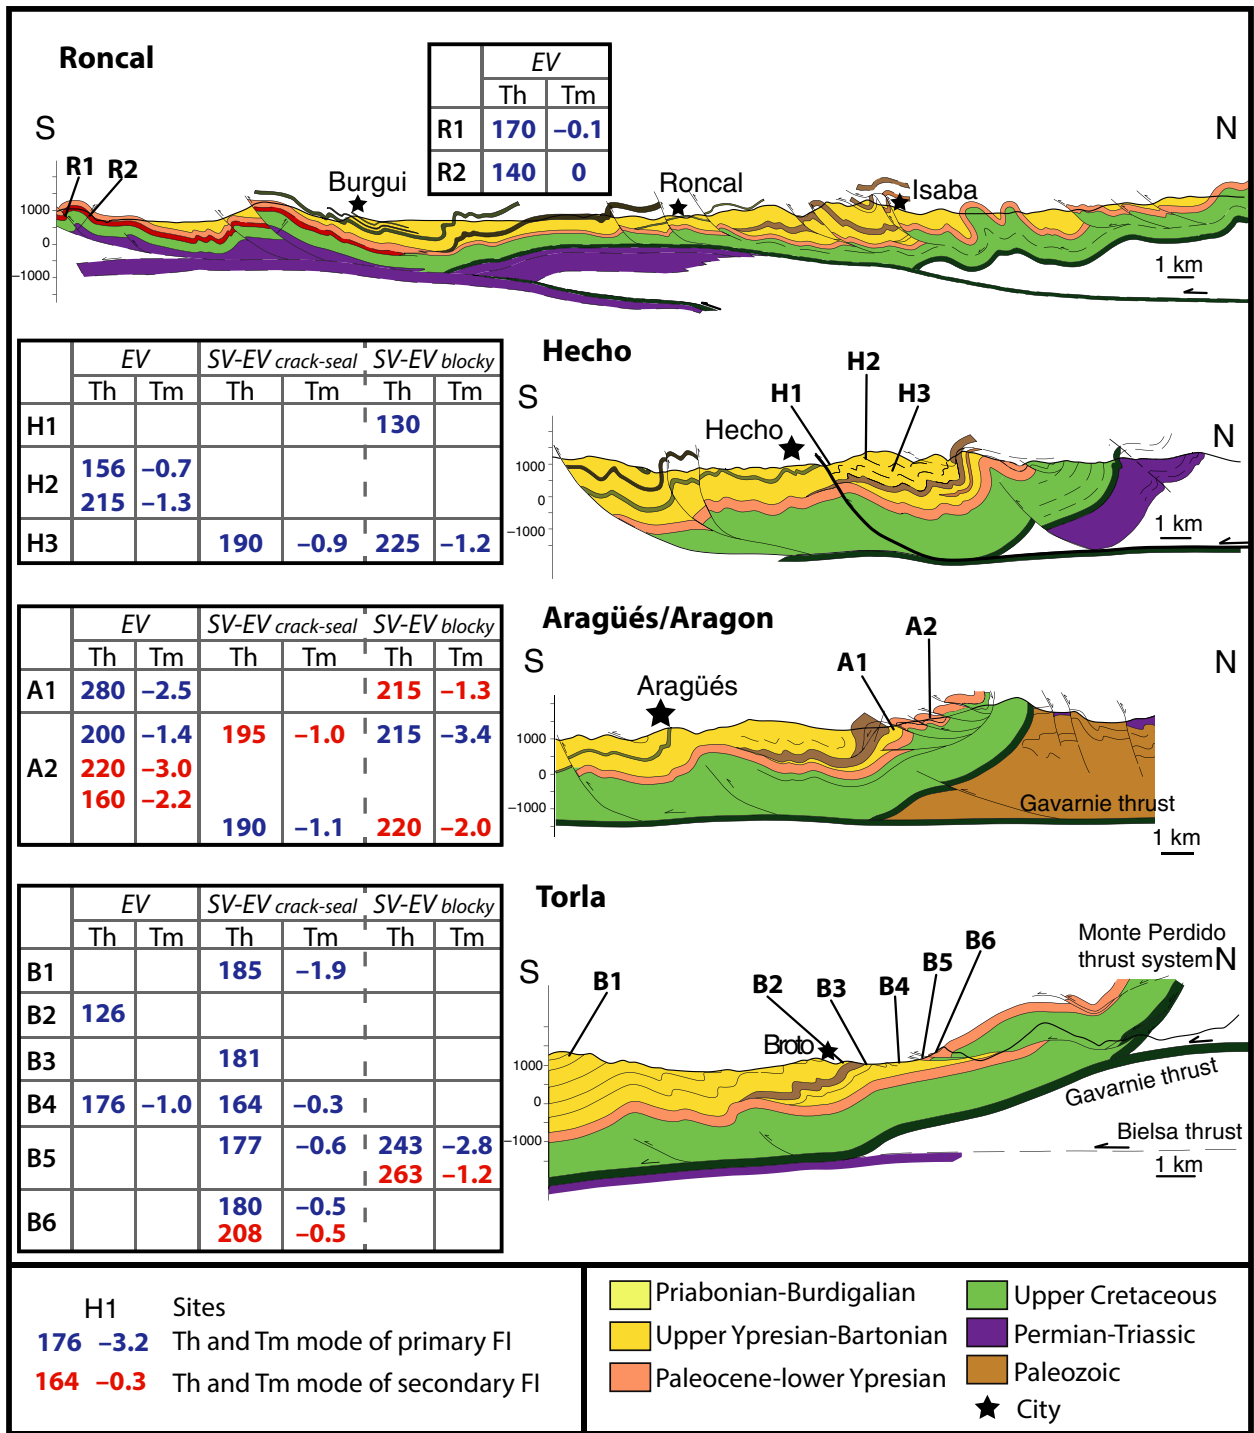 Roncal
EV
Th Tm
R1 170 –0.1
R2 140 0
S N
R1 R2 Burgui Roncal Isaba
1000
0
–1000
1 km
EV SV-EV crack-seal SV-EV blocky
Th Tm Th Tm Th Tm
H1 130
H2 156 –0.7
215 –1.3
H3 190 –0.9 225 –1.2
Hecho
S N
H1 H2 H3
Hecho
1000
0
–1000
1 km
EV SV-EV crack-seal SV-EV blocky
Th Tm Th Tm Th Tm
A1 280 –2.5 215 –1.3
A2 200 –1.4 195 –1.0 215 –3.4
220 –3.0
160 –2.2
190 –1.1 220 –2.0
Aragüés/Aragon
S N
A1 A2
Aragüés
1000
0
–1000
Gavarnie thrust
1 km
EV SV-EV crack-seal SV-EV blocky
Th Tm Th Tm Th Tm
B1 185 –1.9
B2 126
B3 181
B4 176 –1.0 164 –0.3
B5 177 –0.6 243 –2.8
263 –1.2
B6 180 –0.5
208 –0.5
Torla
Monte Perdido
thrust system N
S
B1 B2 B3 B4 B5 B6
Broto
1000
0
–1000
Gavarnie thrust
Bielsa thrust
1 km
H1 Sites
176 –3.2 Th and Tm mode of primary FI
164 –0.3 Th and Tm mode of secondary FI
Priabonian-Burdigalian
Upper Ypresian-Bartonian
Paleocene-lower Ypresian
Upper Cretaceous
Permian-Triassic
Paleozoic
City